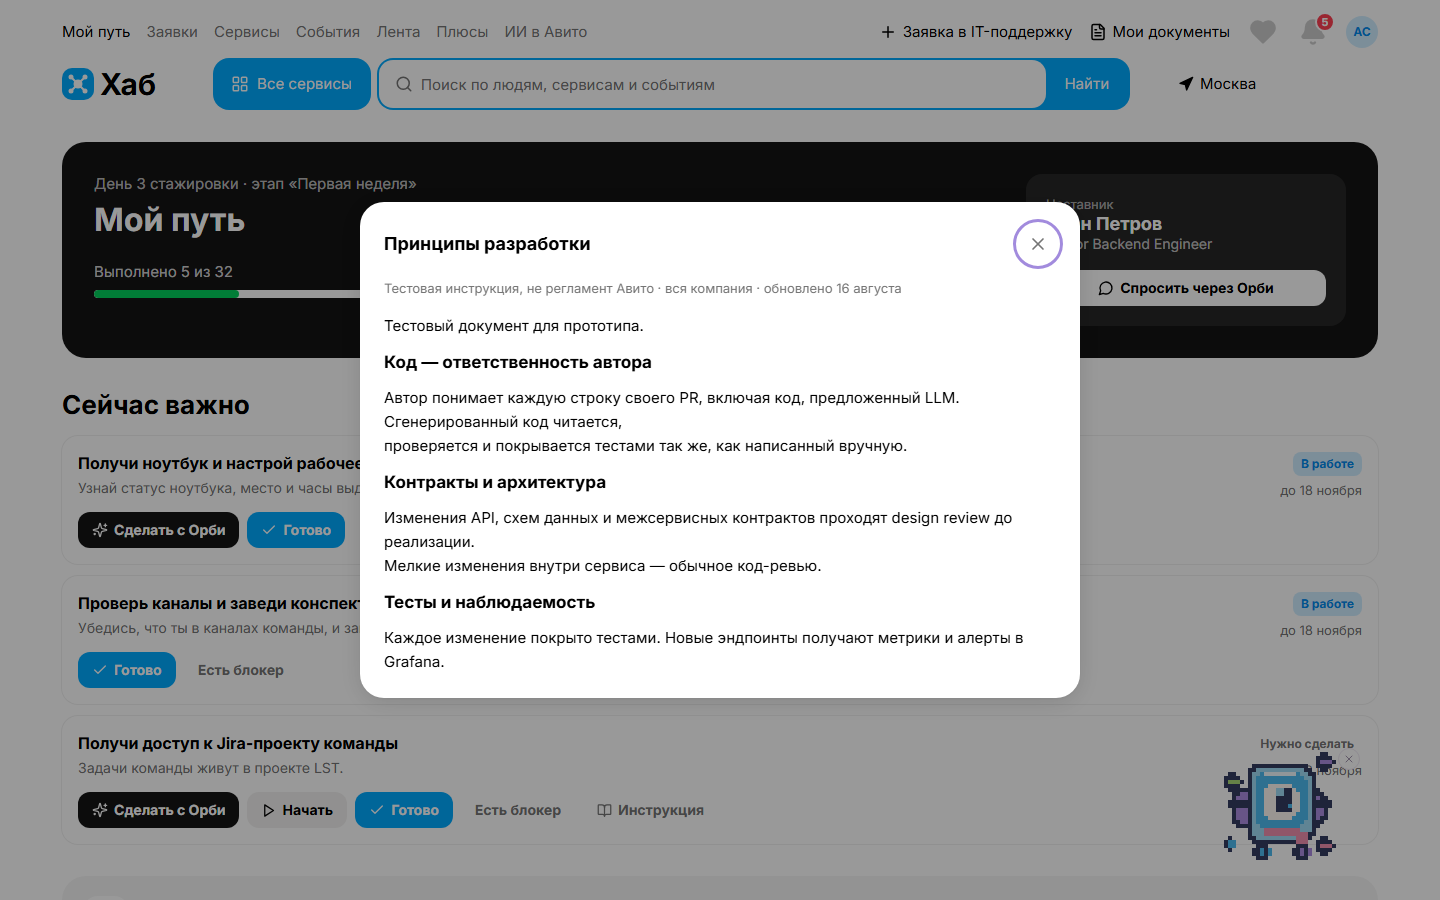 Мой путь Заявки Сервисы События Лента Плюсы ИИ в Авито
Заявка в IT-поддержку Мои документы 5 АС
Хаб
Все сервисы
Поиск по людям, сервисам и событиям
Найти
Москва
День 3 стажировки · этап «Первая неделя»
Мой путь
Выполнено 5 из 32
Петров
Backend Engineer
Спросить через Орби
Принципы разработки
Тестовая инструкция, не регламент Авито · вся компания · обновлено 16 августа
Тестовый документ для прототипа.
Код — ответственность автора
Автор понимает каждую строку своего PR, включая код, предложенный LLM.
Сгенерированный код читается,
проверяется и покрывается тестами так же, как написанный вручную.
Контракты и архитектура
Изменения API, схем данных и межсервисных контрактов проходят design review до
реализации.
Мелкие изменения внутри сервиса — обычное код-ревью.
Тесты и наблюдаемость
Каждое изменение покрыто тестами. Новые эндпоинты получают метрики и алерты в
Grafana.
Сейчас важно
Получи ноутбук и настрой рабочее
Узнай статус ноутбука, место и часы
В работе
до 18 ноября
Сделать с Орби Готово
Проверь каналы и заведи конспект
Убедись, что ты в каналах команды, и
В работе
до 18 ноября
Готово Есть блокер
Получи доступ к Jira-проекту команды
Задачи команды живут в проекте LST.
Нужно сделать
ноября
Сделать с Орби Начать Готово Есть блокер Инструкция